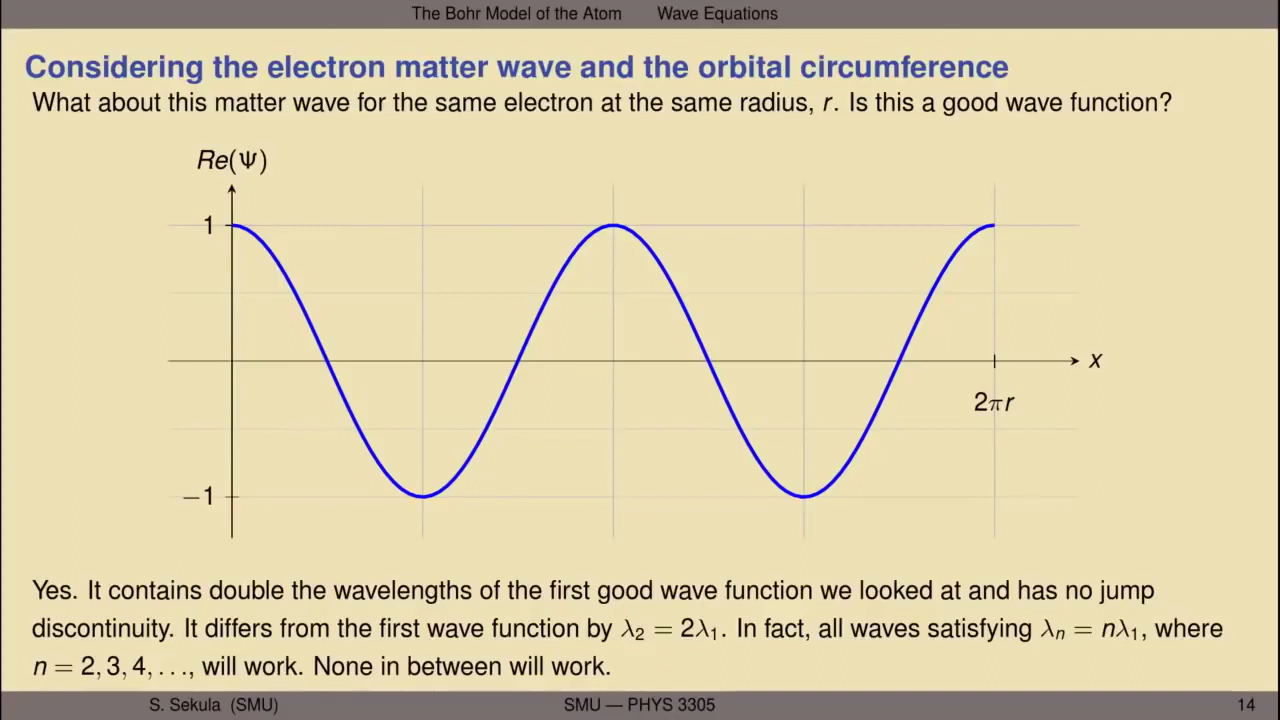 The Bohr Model of the Atom Wave Equations
Considering the electron matter wave and the orbital circumference
What about this matter wave for the same electron at the same radius, r. Is this a good wave function?
Re(Ψ)
1
x
2πr
−1
Yes. It contains double the wavelengths of the first good wave function we looked at and has no jump
discontinuity. It differs from the first wave function by λ₂ = 2λ₁. In fact, all waves satisfying λₙ = nλ₁, where
n = 2, 3, 4, . . ., will work. None in between will work.
S. Sekula (SMU) SMU — PHYS 3305 14